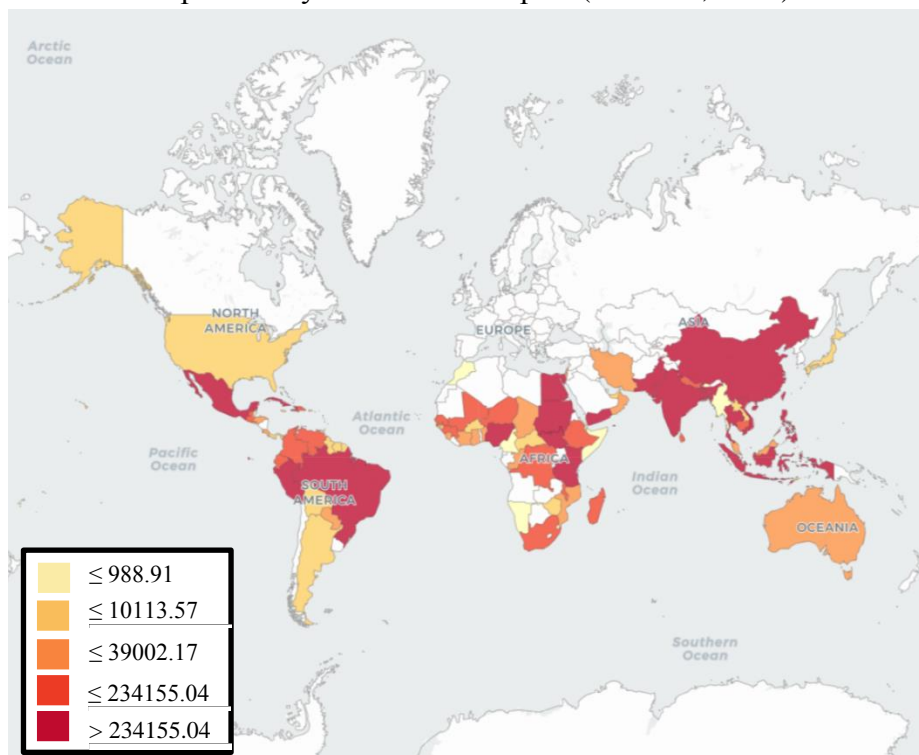 Arctic
Ocean
NORTH
AMERICA
EUROPE
ASIA
Atlantic
Ocean
Pacific
Ocean
AFRICA
Indian
Ocean
SOUTH
AMERICA
OCEANIA
Southern
Ocean
≤ 988.91
≤ 10113.57
≤ 39002.17
≤ 234155.04
> 234155.04